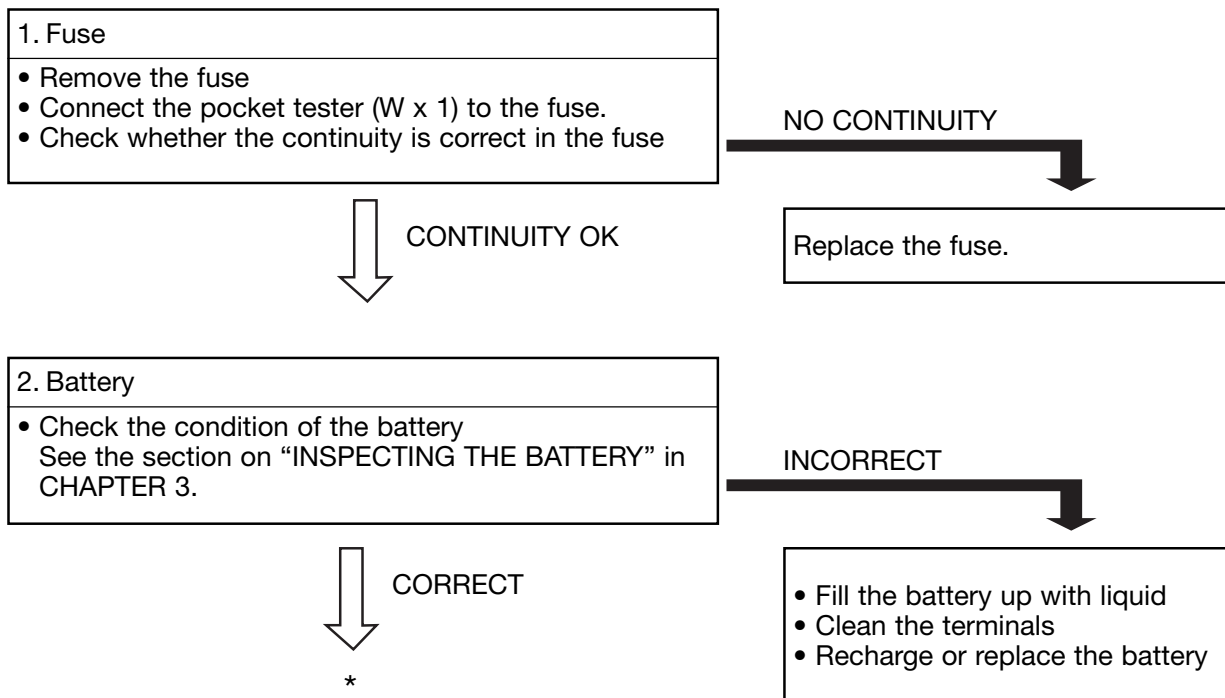 1. Fuse
• Remove the fuse
• Connect the pocket tester (W x 1) to the fuse.
• Check whether the continuity is correct in the fuse
NO CONTINUITY
CONTINUITY OK
Replace the fuse.
2. Battery
• Check the condition of the battery
See the section on “INSPECTING THE BATTERY” in
CHAPTER 3.
INCORRECT
CORRECT
• Fill the battery up with liquid
• Clean the terminals
• Recharge or replace the battery
*